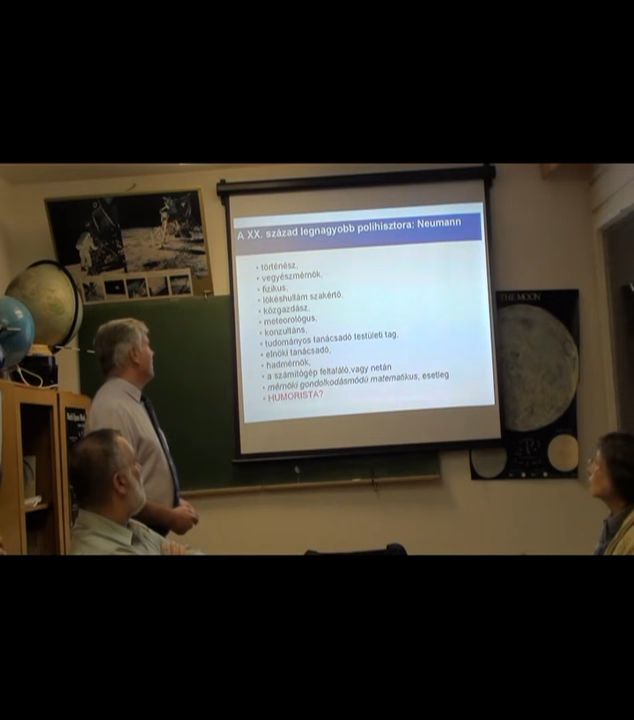 A XX. század legnagyobb polihisztora: Neumann
• történész,
• vegyészmérnök,
• fizikus,
• lökéshullám szakértő,
• közgazdász,
• meteorológus,
• konzultáns,
• tudományos tanácsadó testületi tag,
• elnöki tanácsadó,
• hadmérnök,
• a számítógép feltaláló,vagy netán
• mérnöki gondolkodásmódú matematikus, esetleg
• HUMORISTA?
THE MOON